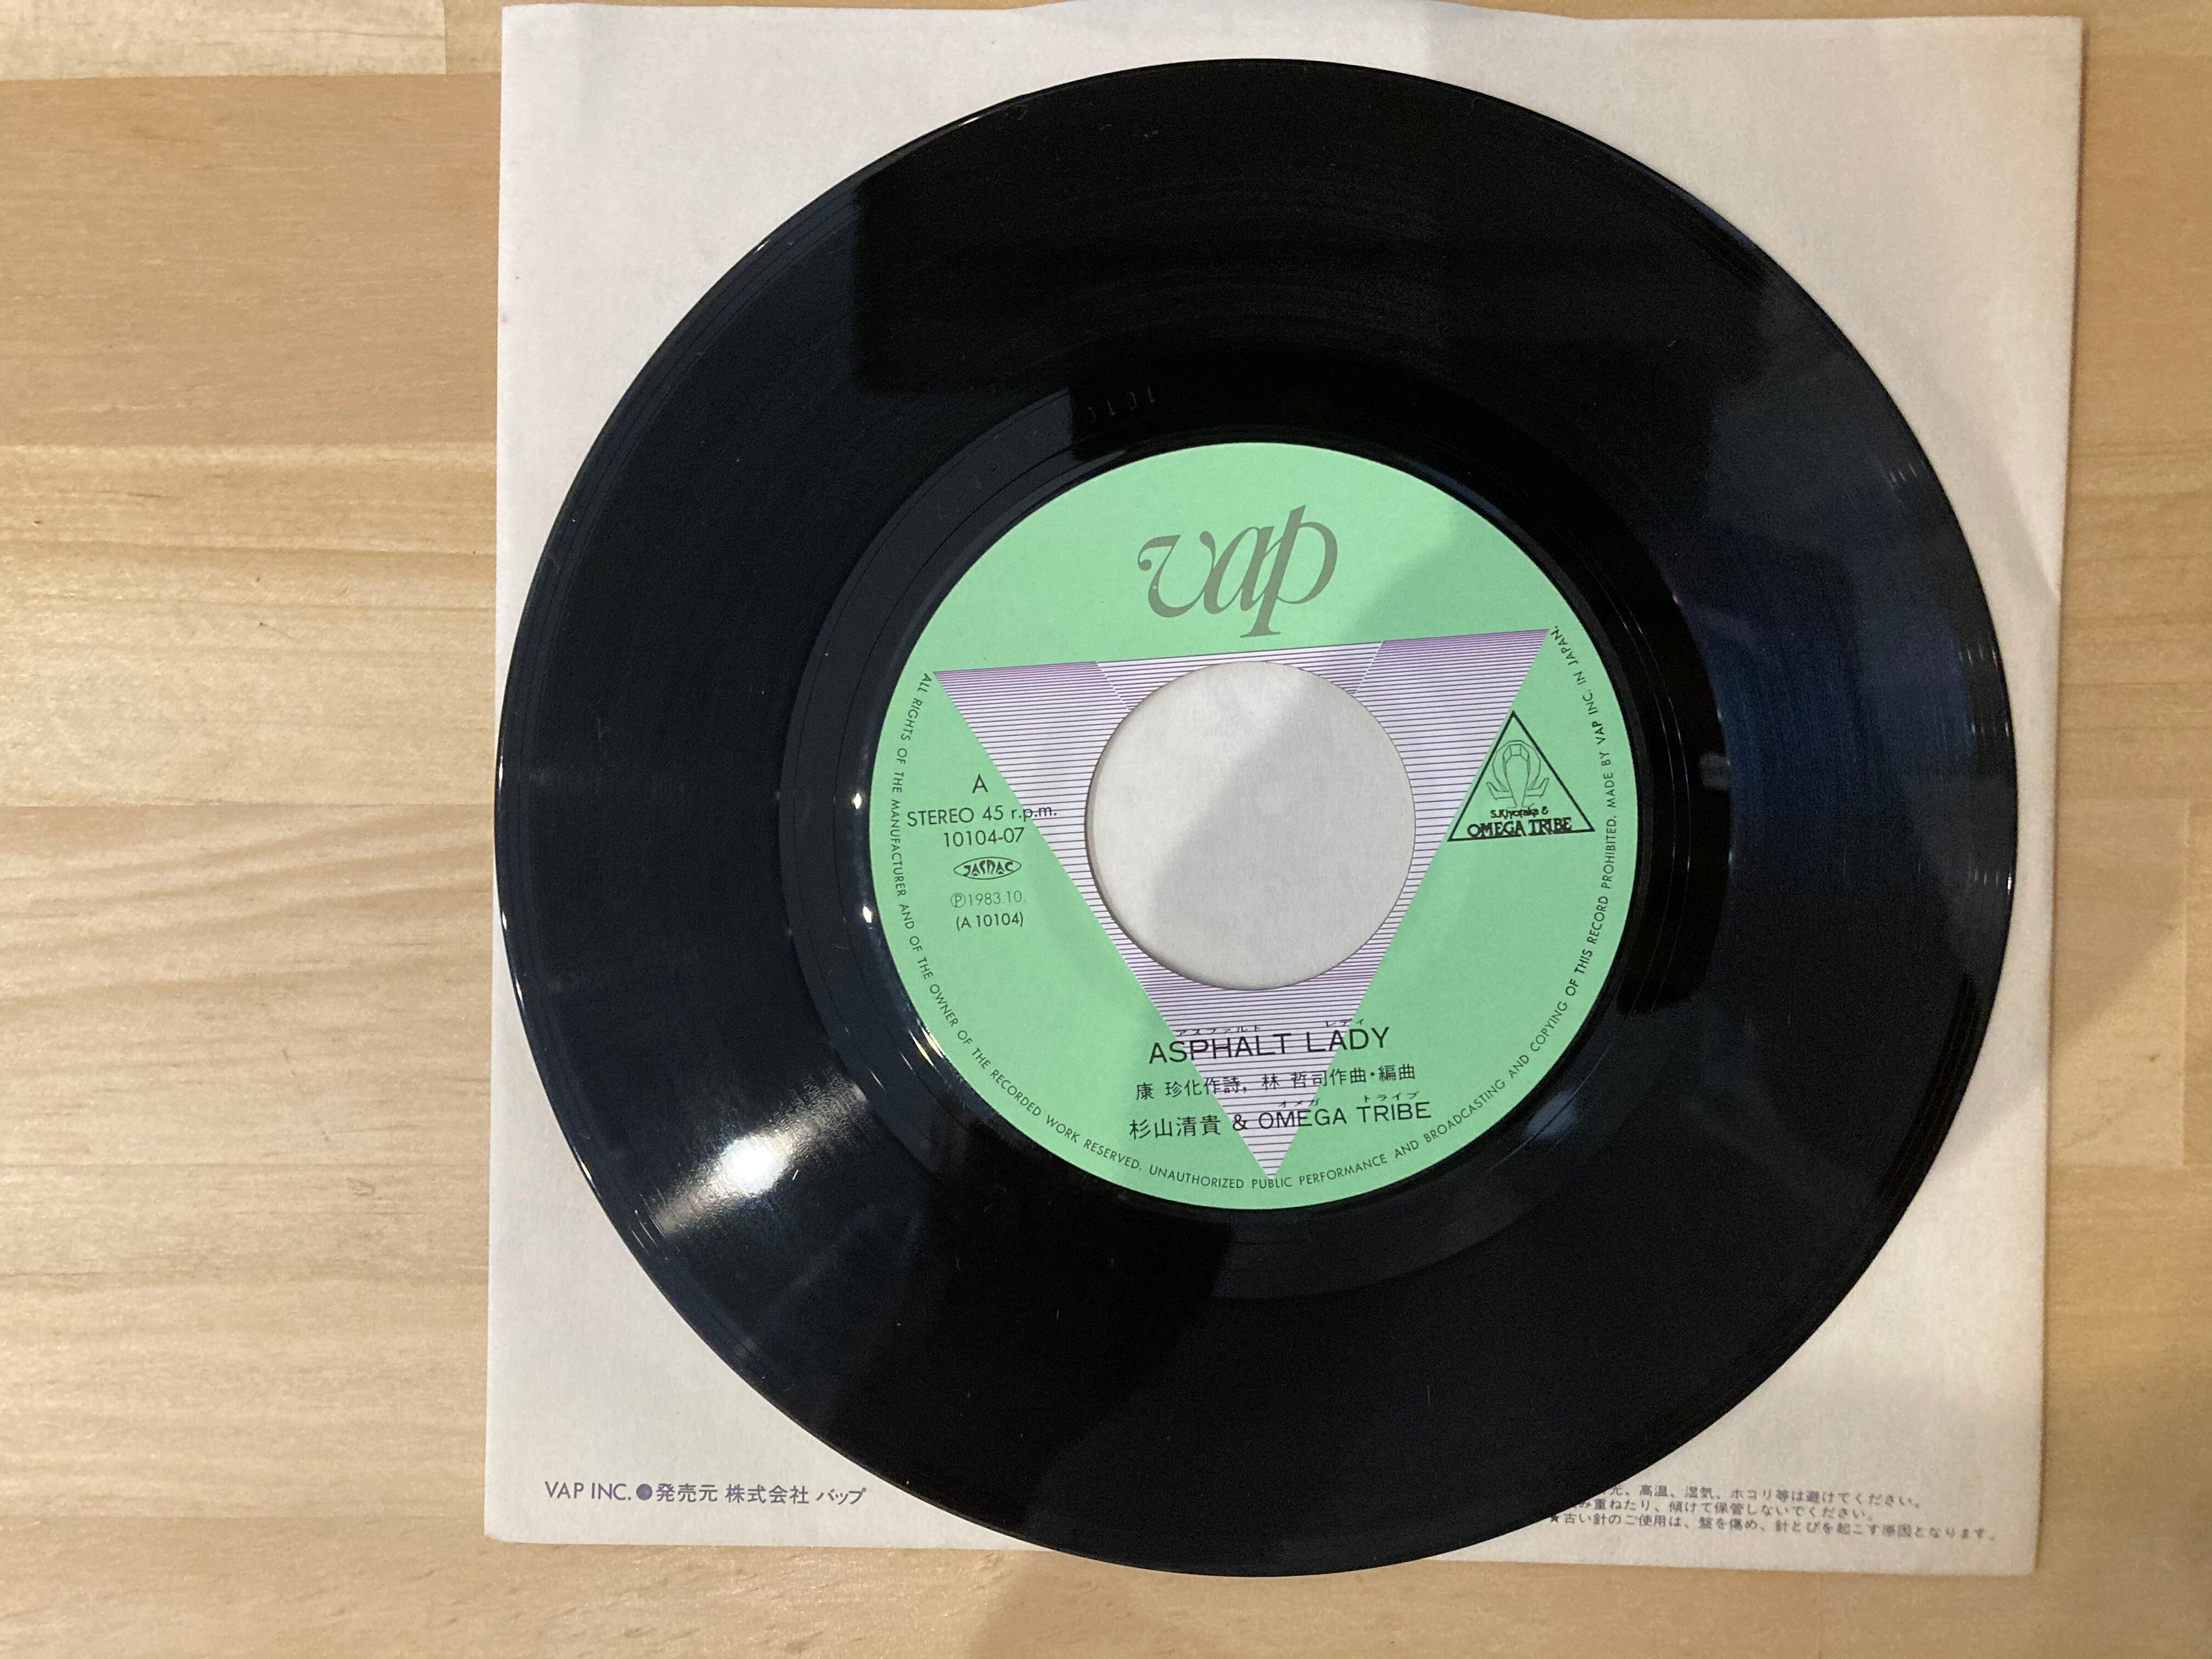 vap
A
STEREO 45 r.p.m.
10104-07
JASRAC
Ⓟ1983.10.
(A 10104)
S.Kiyotaka &
OMEGA TRIBE
アスファルト レディ
ASPHALT LADY
康 珍化作詩, 林 哲司作曲・編曲
オメガ トライブ
杉山清貴 & OMEGA TRIBE
ALL RIGHTS OF THE MANUFACTURER AND OF THE OWNER OF THE RECORDED WORK RESERVED. UNAUTHORIZED PUBLIC PERFORMANCE AND BROADCASTING AND COPYING OF THIS RECORD PROHIBITED. MADE BY VAP INC. IN JAPAN.
VAP INC.●発売元 株式会社 バップ
、高温、湿気、ホコリ等は避けてください。
重ねたり、傾けて保管しないでください。
★古い針のご使用は、盤を傷め、針とびを起こす原因となります。